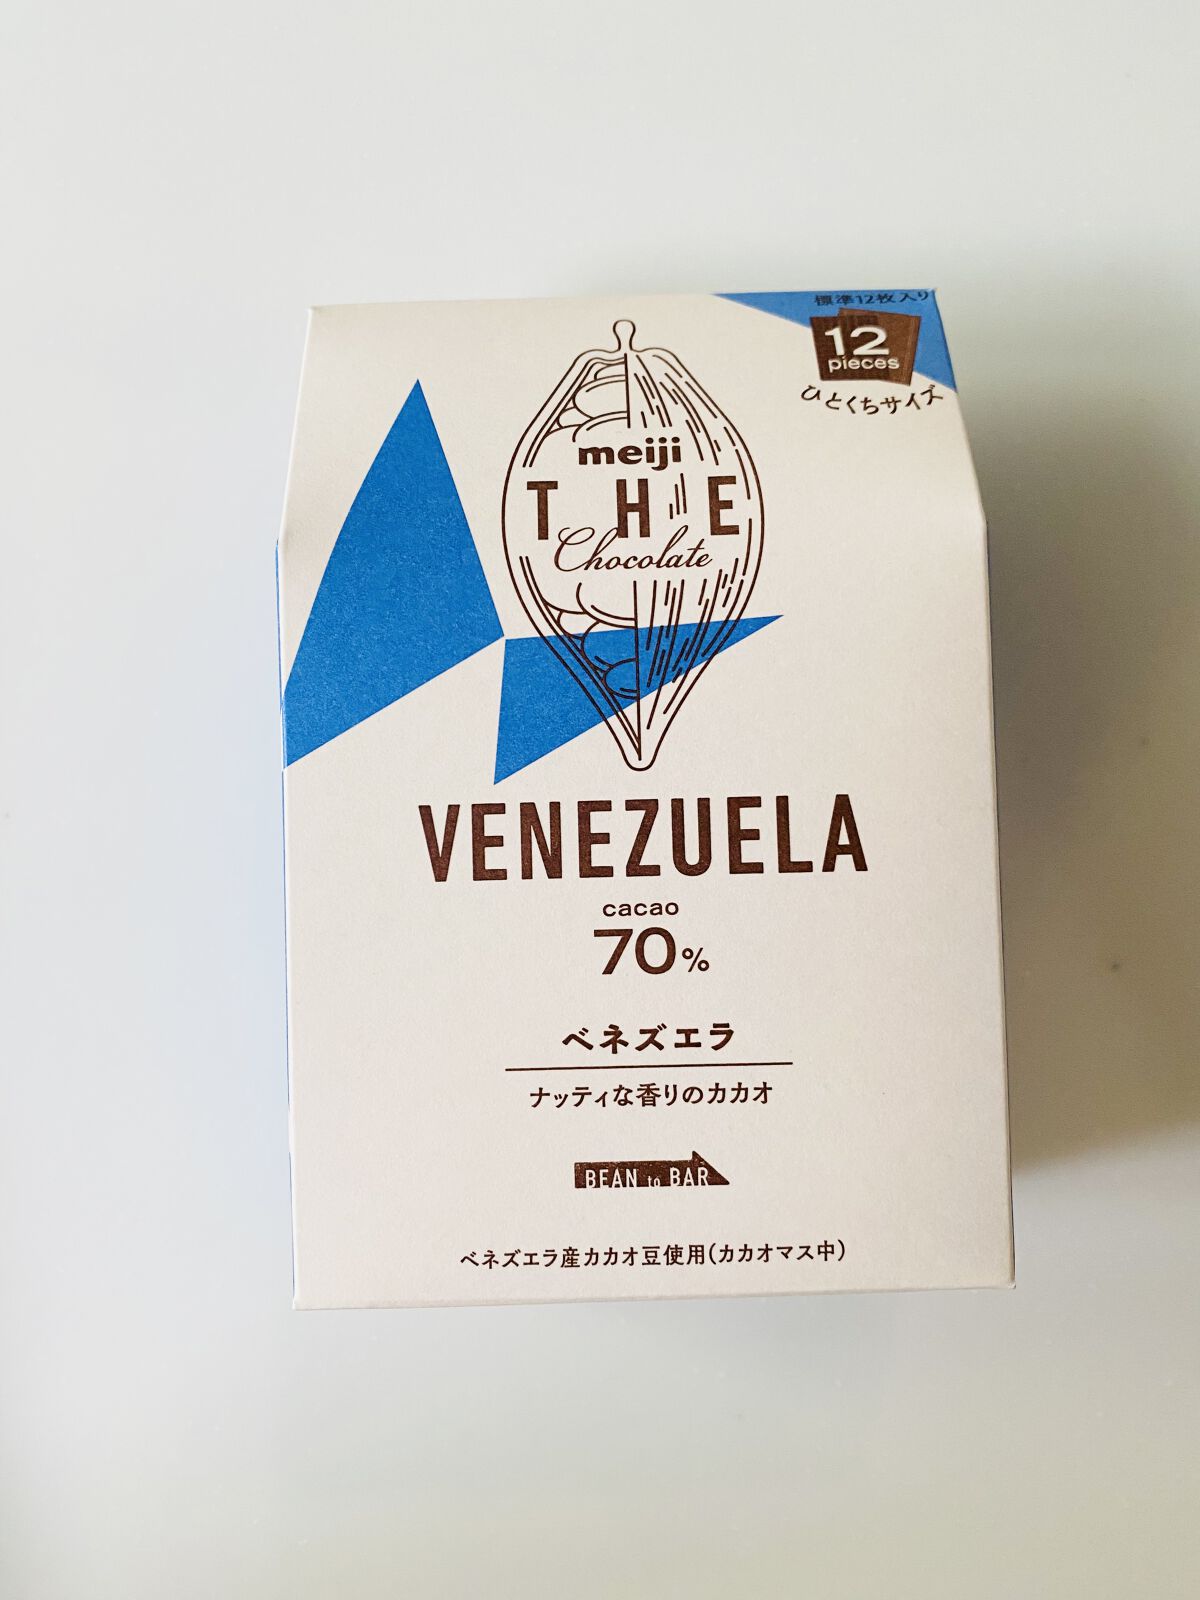 標準12枚入り
12
pieces
ひとくちサイズ
meiji
THE
Chocolate
VENEZUELA
cacao
70%
ベネズエラ
ナッティな香りのカカオ
BEAN to BAR
ベネズエラ産カカオ豆使用(カカオマス中)